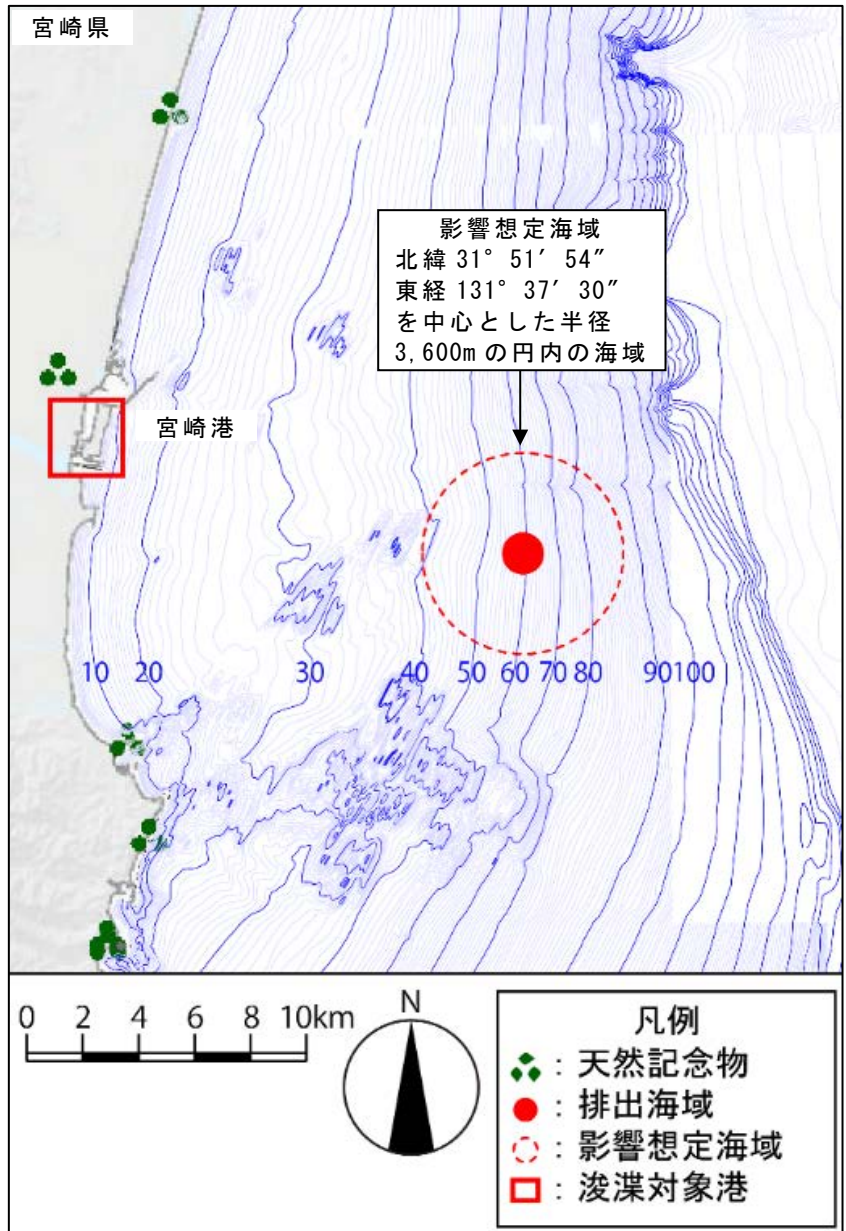 宮崎県
影響想定海域
北緯 31° 51′ 54″
東経 131° 37′ 30″
を中心とした半径
3,600m の円内の海域
宮崎港
10 20 30 40 50 60 70 80 90 100
0 2 4 6 8 10km
N
凡例
: 天然記念物
: 排出海域
: 影響想定海域
: 浚渫対象港